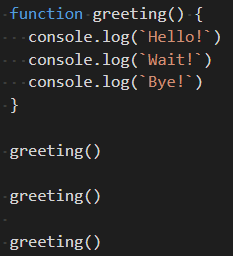 function greeting() {
  console.log(`Hello!`)
  console.log(`Wait!`)
  console.log(`Bye!`)
}

greeting()

greeting()

greeting()